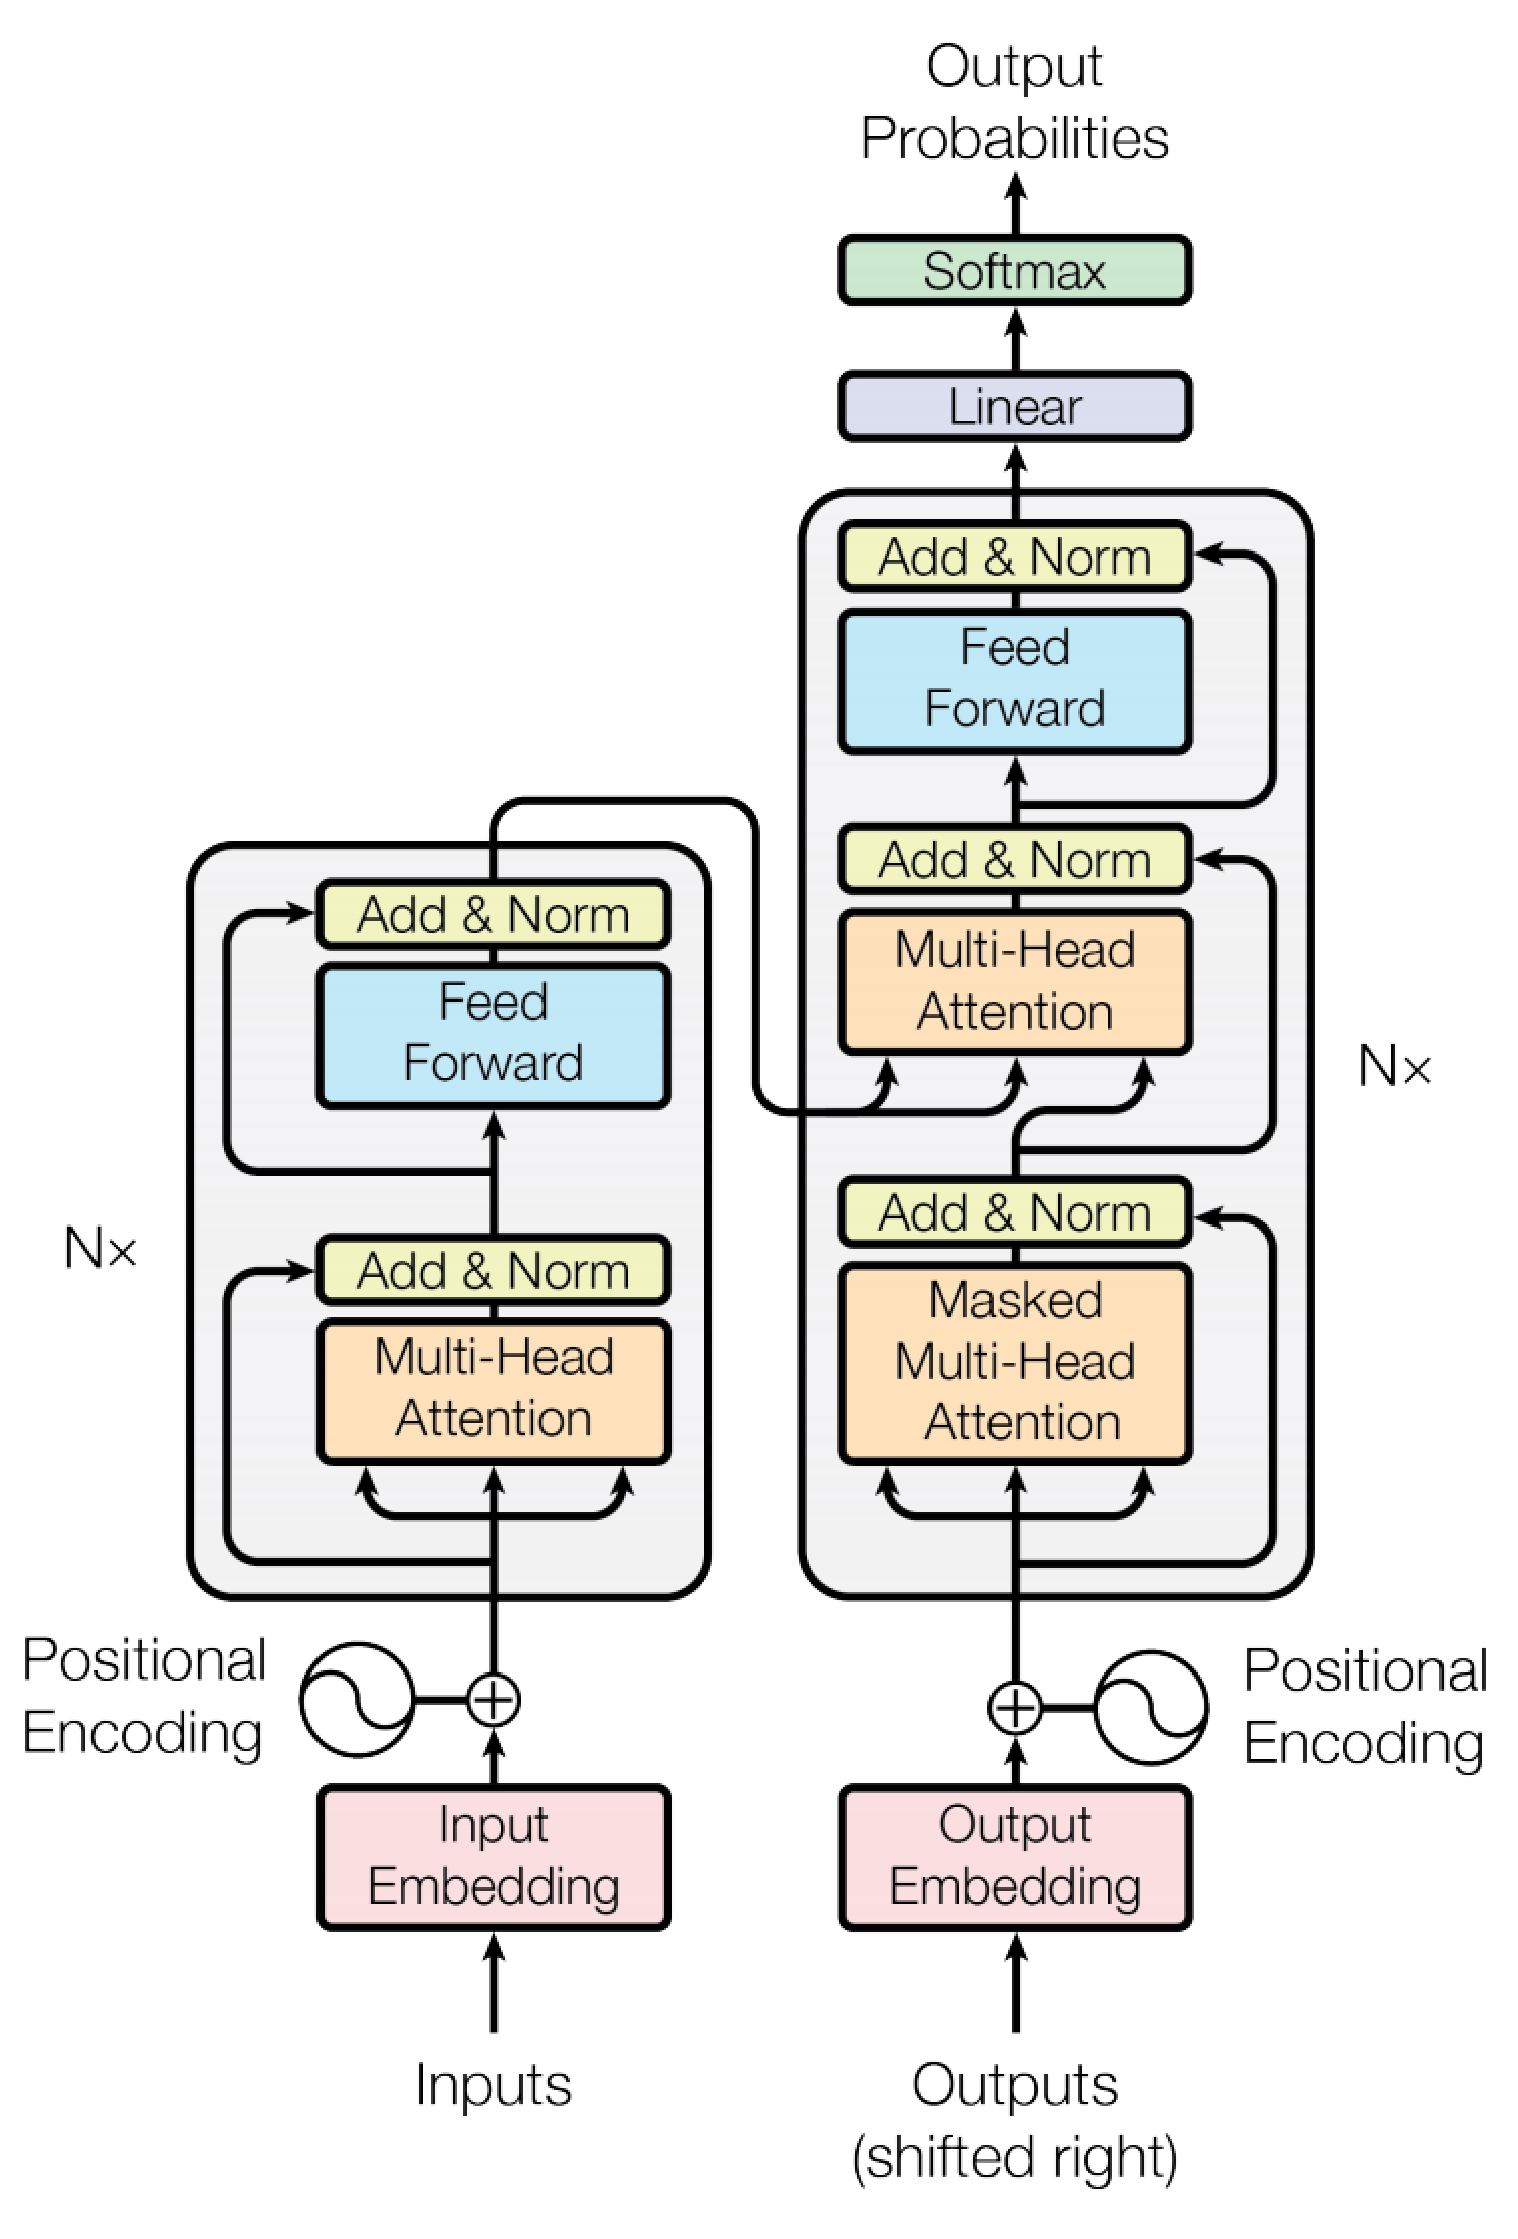 Output
Probabilities
Softmax
Linear
Add & Norm
Feed
Forward
Add & Norm
Multi-Head
Attention
Add & Norm
Masked
Multi-Head
Attention
N×
Positional
Encoding
Output
Embedding
Outputs
(shifted right)
Add & Norm
Feed
Forward
Add & Norm
Multi-Head
Attention
N×
Positional
Encoding
Input
Embedding
Inputs